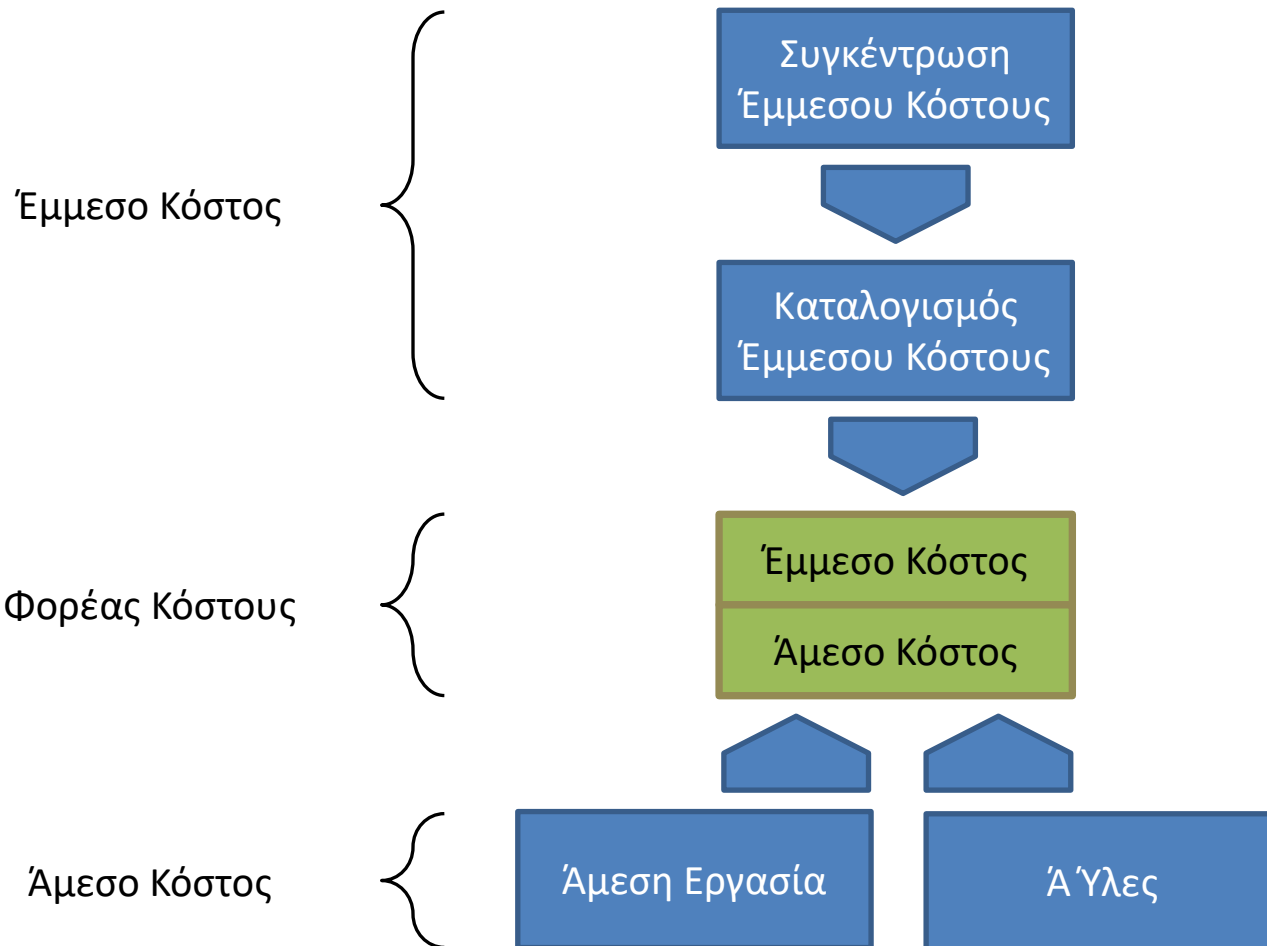 Συγκέντρωση
Έμμεσου Κόστους
Έμμεσο Κόστος
Καταλογισμός
Έμμεσου Κόστους
Έμμεσο Κόστος
Φορέας Κόστους
Άμεσο Κόστος
Άμεσο Κόστος
Άμεση Εργασία
Ά Ύλες